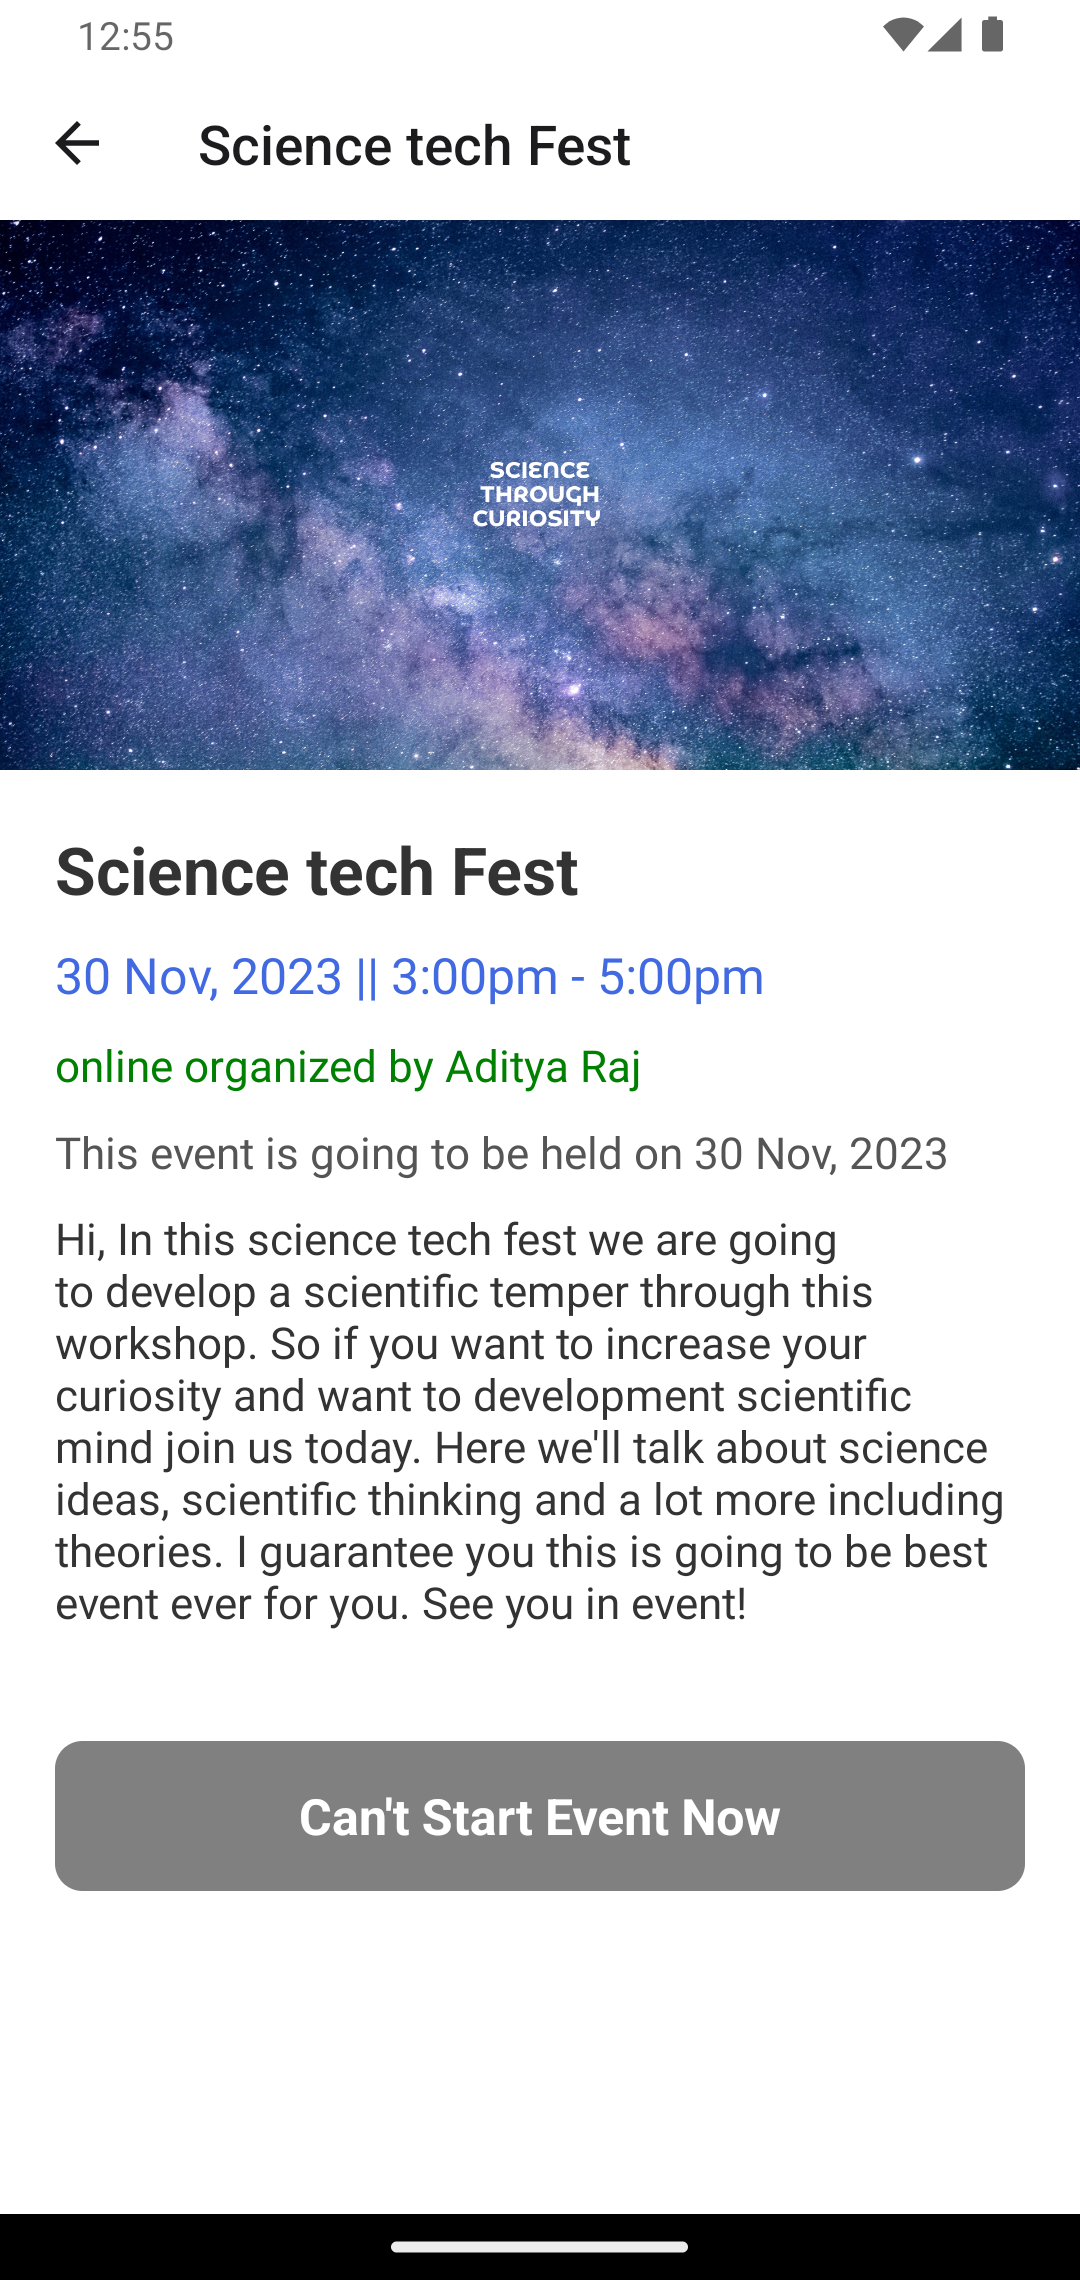 12:55
Science tech Fest
SCIENCE
THROUGH
CURIOSITY
Science tech Fest
30 Nov, 2023 || 3:00pm - 5:00pm
online organized by Aditya Raj
This event is going to be held on 30 Nov, 2023
Hi, In this science tech fest we are going
to develop a scientific temper through this
workshop. So if you want to increase your
curiosity and want to development scientific
mind join us today. Here we'll talk about science
ideas, scientific thinking and a lot more including
theories. I guarantee you this is going to be best
event ever for you. See you in event!
Can't Start Event Now